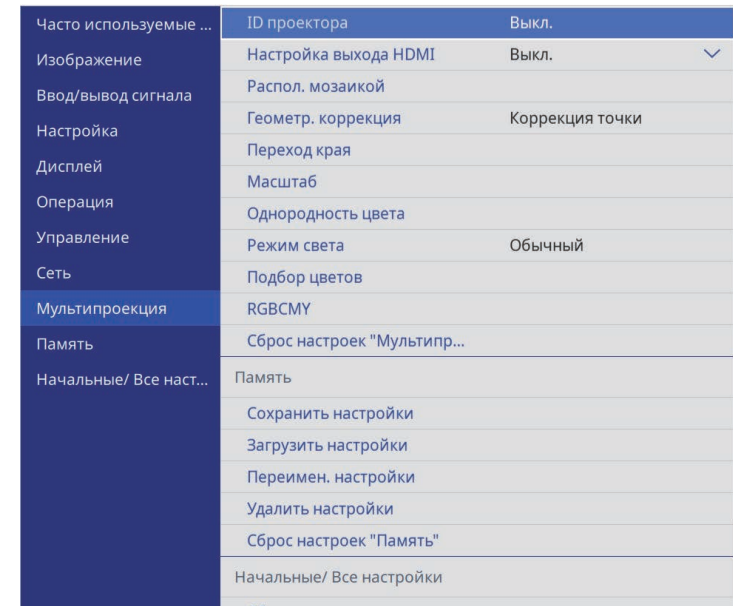 Часто используемые ...
Изображение
Ввод/вывод сигнала
Настройка
Дисплей
Операция
Управление
Сеть
Мультипроекция
Память
Начальные/ Все наст...
ID проектора Выкл.
Настройка выхода HDMI Выкл.
Распол. мозаикой
Геометр. коррекция Коррекция точки
Переход края
Масштаб
Однородность цвета
Режим света Обычный
Подбор цветов
RGBCMY
Сброс настроек "Мультипр...
Память
Сохранить настройки
Загрузить настройки
Переимен. настройки
Удалить настройки
Сброс настроек "Память"
Начальные/ Все настройки